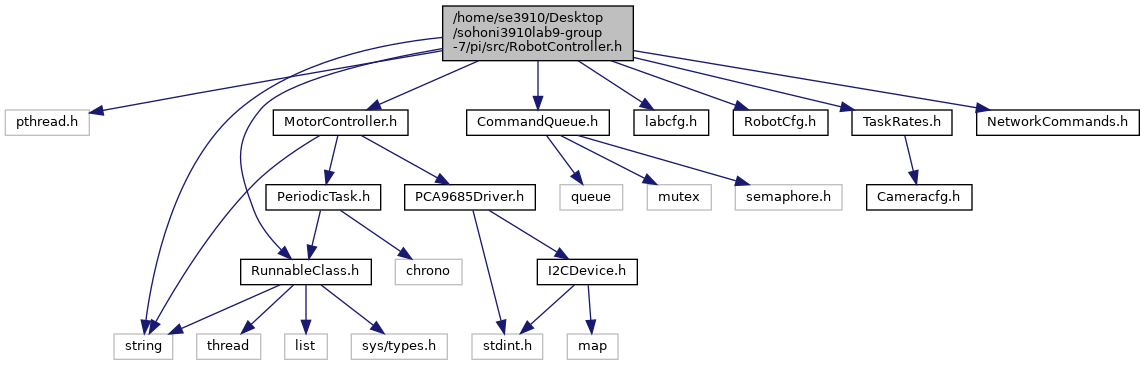 /home/se3910/Desktop
/sohoni3910lab9-group
-7/pi/src/RobotController.h
pthread.h
MotorController.h
CommandQueue.h
labcfg.h
RobotCfg.h
TaskRates.h
NetworkCommands.h
PeriodicTask.h
PCA9685Driver.h
queue
mutex
semaphore.h
Cameracfg.h
RunnableClass.h
chrono
I2CDevice.h
string
thread
list
sys/types.h
stdint.h
map